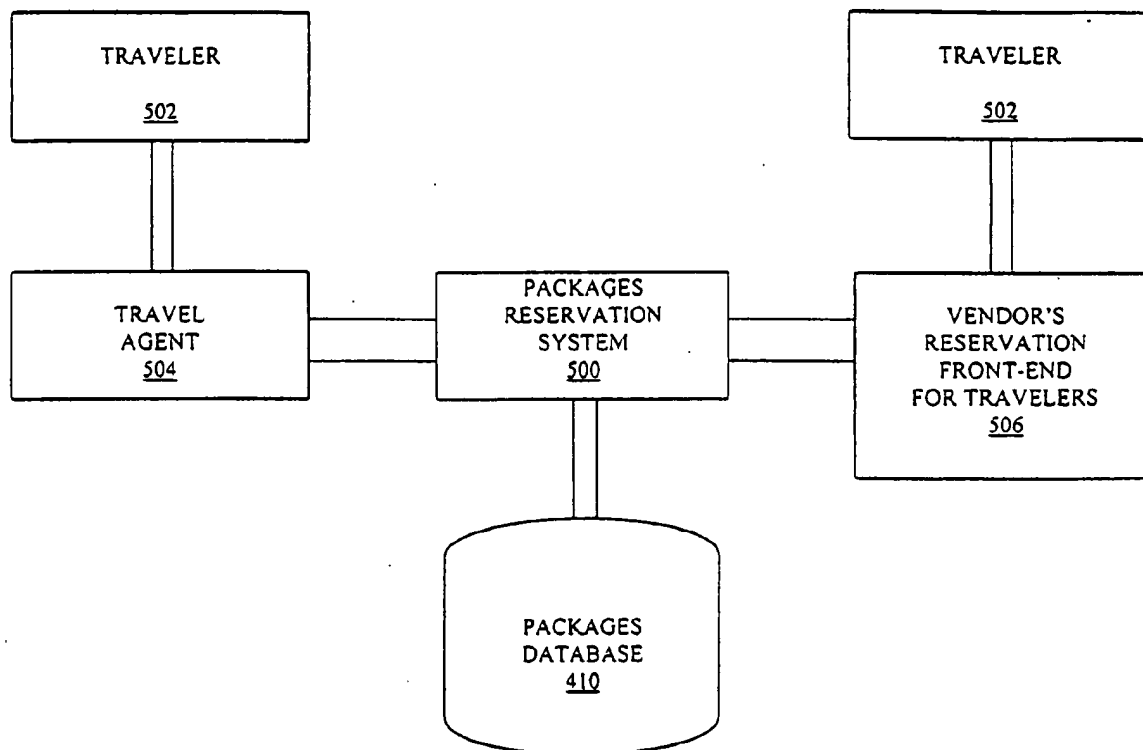 TRAVELER
502
TRAVELER
502
TRAVEL
AGENT
504
PACKAGES
RESERVATION
SYSTEM
500
VENDOR'S
RESERVATION
FRONT-END
FOR TRAVELERS
506
PACKAGES
DATABASE
410